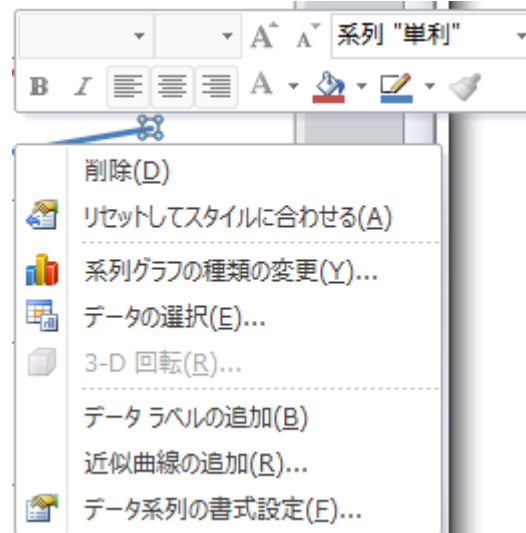 A A 系列 "単利"
B I A
削除(D)
リセットしてスタイルに合わせる(A)
系列グラフの種類の変更(Y)...
データの選択(E)...
3-D 回転(R)...
データ ラベルの追加(B)
近似曲線の追加(R)...
データ系列の書式設定(F)...